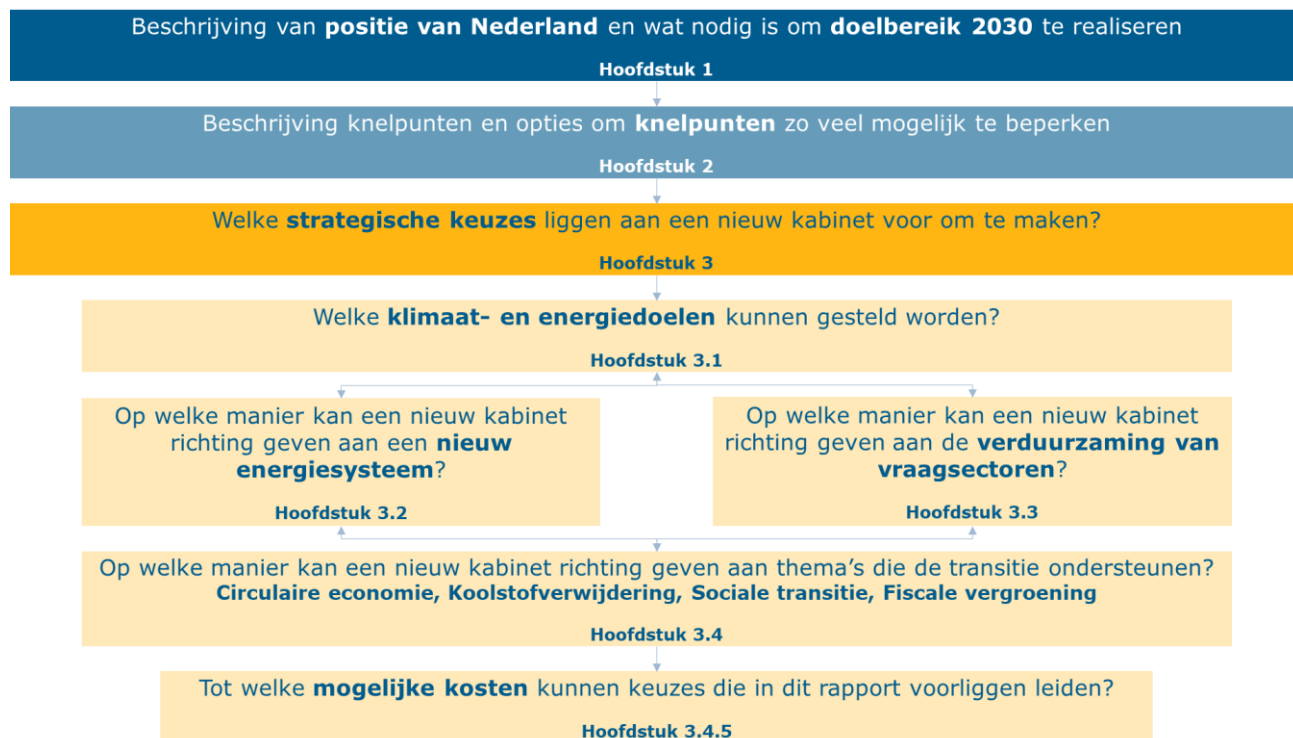 Beschrijving van positie van Nederland en wat nodig is om doelbereik 2030 te realiseren
Hoofdstuk 1
Beschrijving knelpunten en opties om knelpunten zo veel mogelijk te beperken
Hoofdstuk 2
Welke strategische keuzes liggen aan een nieuw kabinet voor om te maken?
Hoofdstuk 3
Welke klimaat- en energiedoelen kunnen gesteld worden?
Hoofdstuk 3.1
Op welke manier kan een nieuw kabinet
richting geven aan een nieuw
energiesysteem?
Hoofdstuk 3.2
Op welke manier kan een nieuw kabinet
richting geven aan de verduurzaming van
vraagsectoren?
Hoofdstuk 3.3
Op welke manier kan een nieuw kabinet richting geven aan thema's die de transitie ondersteunen?
Circulaire economie, Koolstofverwijdering, Sociale transitie, Fiscale vergroening
Hoofdstuk 3.4
Tot welke mogelijke kosten kunnen keuzes die in dit rapport voorliggen leiden?
Hoofdstuk 3.4.5